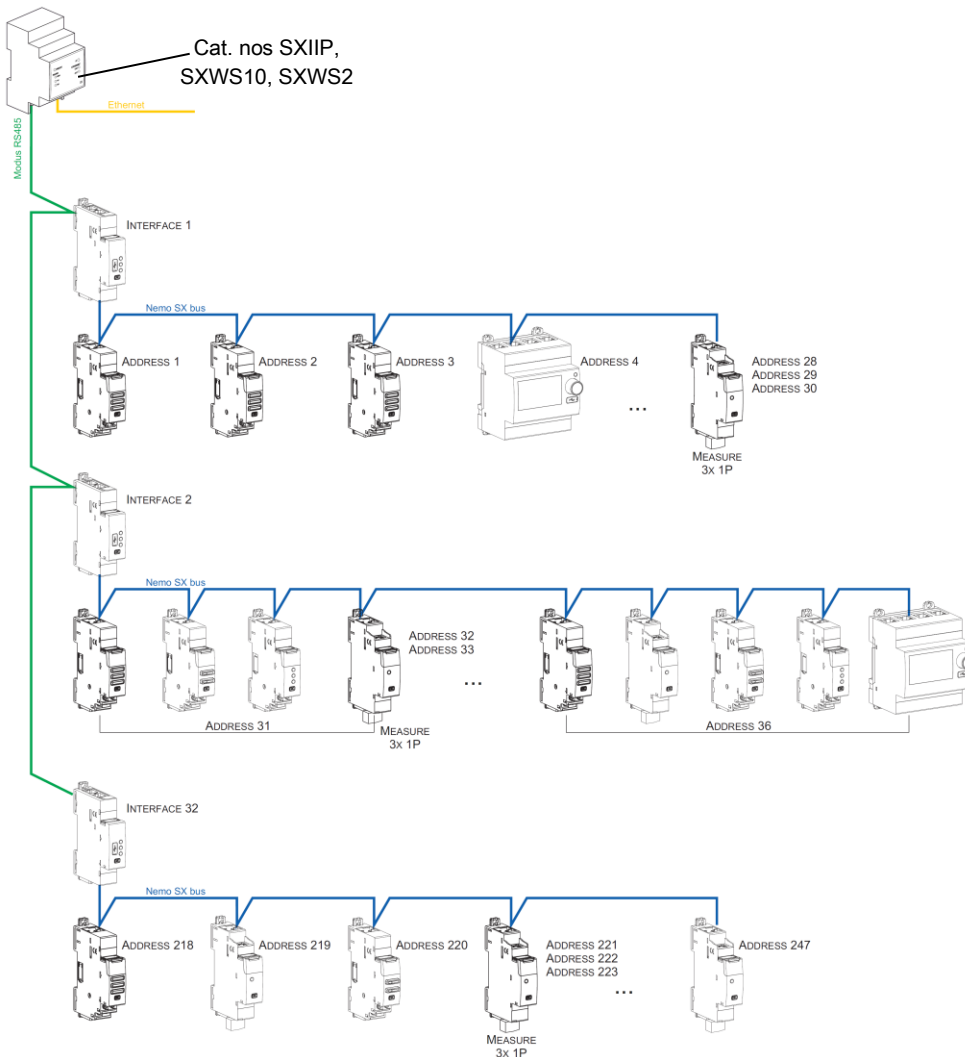 Cat. nos SXIIP,
SXWS10, SXWS2
Ethernet
Modus RS485
INTERFACE 1
Nemo SX bus
ADDRESS 1
ADDRESS 2
ADDRESS 3
ADDRESS 4
...
ADDRESS 28
ADDRESS 29
ADDRESS 30
MEASURE
3X 1P
INTERFACE 2
Nemo SX bus
ADDRESS 32
ADDRESS 33
...
ADDRESS 31
MEASURE
3X 1P
ADDRESS 36
INTERFACE 32
Nemo SX bus
ADDRESS 218
ADDRESS 219
ADDRESS 220
ADDRESS 221
ADDRESS 222
ADDRESS 223
...
ADDRESS 247
MEASURE
3X 1P